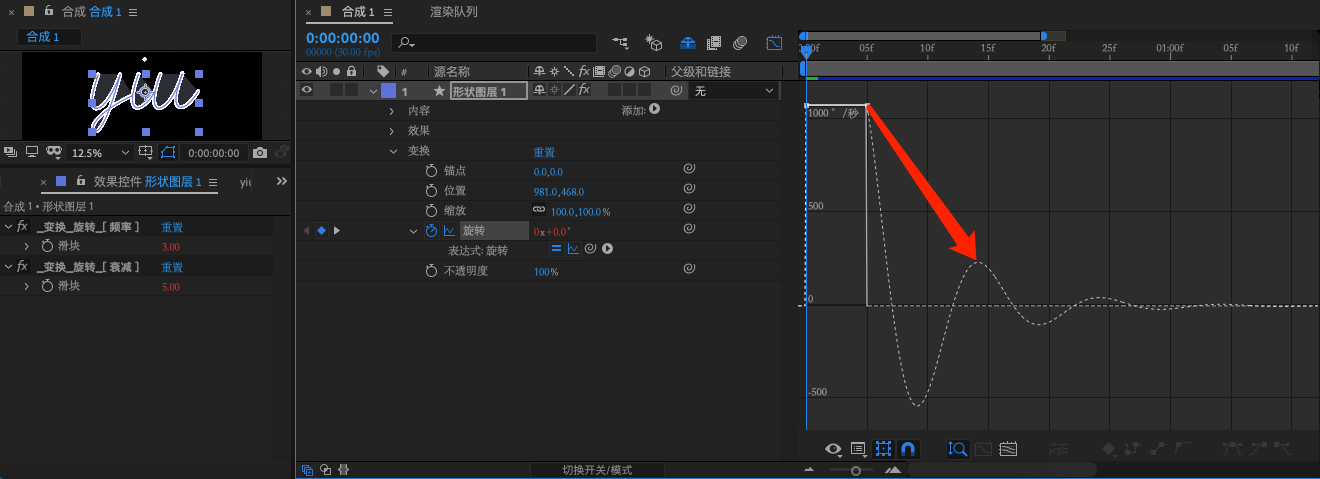 × 合成 合成 1 ☰
合成 1
yiu
12.5%
0:00:00:00
× 效果控件 形状图层 1 ☰
yiu
»
合成 1 • 形状图层 1
fx _变换_旋转_[ 频率 ] 重置
滑块 3.00
fx _变换_旋转_[ 衰减 ] 重置
滑块 5.00
× 合成 1 ☰ 渲染队列
0:00:00:00
00000 (30.00 fps)
# 源名称 fx 父级和链接
1 形状图层 1 fx 无
内容 添加:
效果
变换 重置
锚点 0.0,0.0
位置 981.0,468.0
缩放 100.0,100.0%
旋转 0x+0.0°
表达式: 旋转
不透明度 100%
切换开关/模式
:00f 05f 10f 15f 20f 25f 01:00f 05f 10f
1000° /秒
500
0
-500